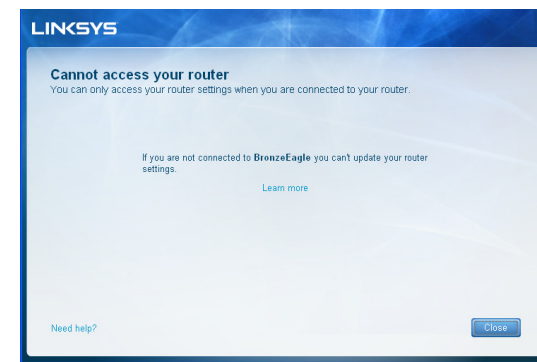 LINKSYS
Cannot access your router
You can only access your router settings when you are connected to your router.
If you are not connected to BronzeEagle you can't update your router
settings.
Learn more
Need help?
Close